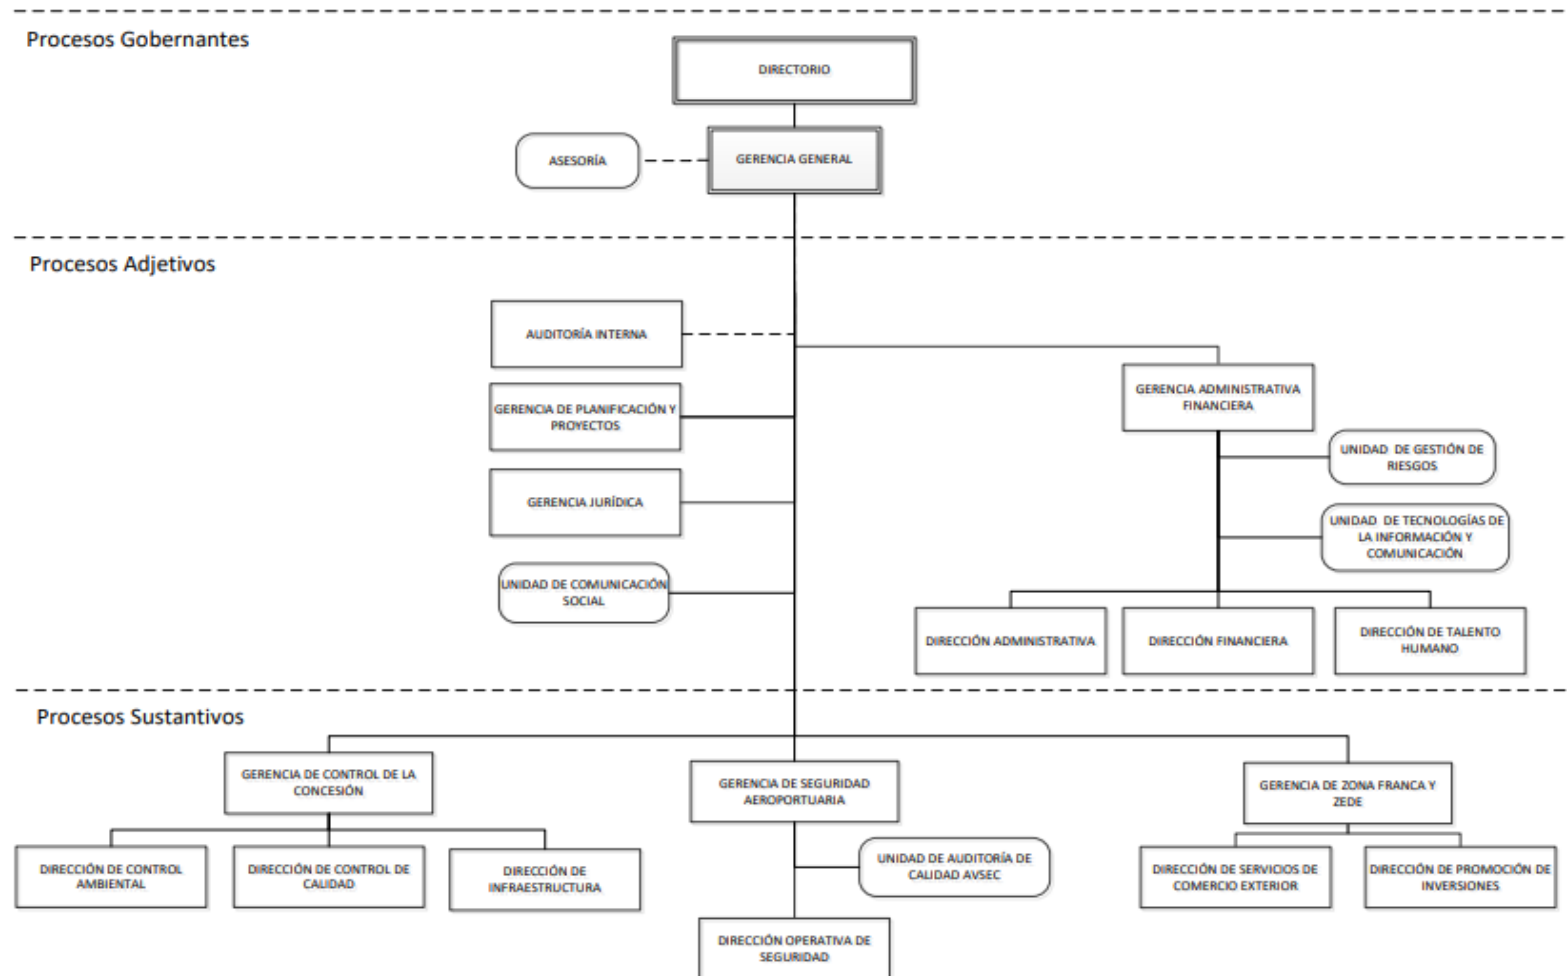 Procesos Gobernantes
DIRECTORIO
ASESORÍA
GERENCIA GENERAL
Procesos Adjetivos
AUDITORÍA INTERNA
GERENCIA DE PLANIFICACIÓN Y
PROYECTOS
GERENCIA JURÍDICA
UNIDAD DE COMUNICACIÓN
SOCIAL
GERENCIA ADMINISTRATIVA
FINANCIERA
UNIDAD DE GESTIÓN DE
RIESGOS
UNIDAD DE TECNOLOGÍAS DE
LA INFORMACIÓN Y
COMUNICACIÓN
DIRECCIÓN ADMINISTRATIVA
DIRECCIÓN FINANCIERA
DIRECCIÓN DE TALENTO
HUMANO
Procesos Sustantivos
GERENCIA DE CONTROL DE LA
CONCESIÓN
GERENCIA DE SEGURIDAD
AEROPORTUARIA
GERENCIA DE ZONA FRANCA Y
ZEDE
DIRECCIÓN DE CONTROL
AMBIENTAL
DIRECCIÓN DE CONTROL DE
CALIDAD
DIRECCIÓN DE
INFRAESTRUCTURA
UNIDAD DE AUDITORÍA DE
CALIDAD AVSEC
DIRECCIÓN DE SERVICIOS DE
COMERCIO EXTERIOR
DIRECCIÓN DE PROMOCIÓN DE
INVERSIONES
DIRECCIÓN OPERATIVA DE
SEGURIDAD